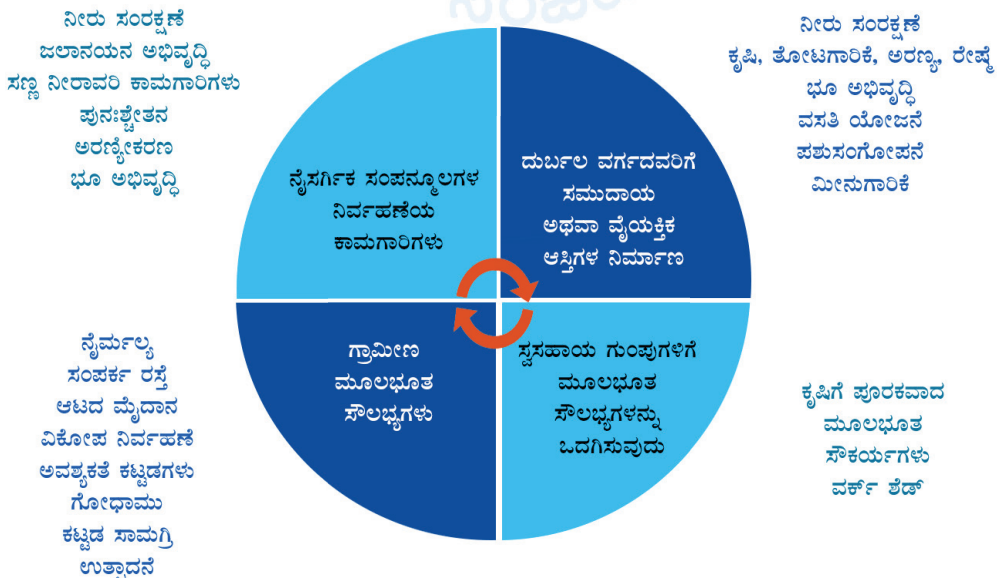 ನೀರು ಸಂರಕ್ಷಣೆ
ಜಲಾನಯನ ಅಭಿವೃದ್ಧಿ
ಸಣ್ಣ ನೀರಾವರಿ ಕಾಮಗಾರಿಗಳು
ಪುನಃಶ್ಚೇತನ
ಅರಣ್ಯೀಕರಣ
ಭೂ ಅಭಿವೃದ್ಧಿ
ನೈಸರ್ಗಿಕ ಸಂಪನ್ಮೂಲಗಳ
ನಿರ್ವಹಣೆಯ
ಕಾಮಗಾರಿಗಳು
ದುರ್ಬಲ ವರ್ಗದವರಿಗೆ
ಸಮುದಾಯ
ಅಥವಾ ವೈಯಕ್ತಿಕ
ಆಸ್ತಿಗಳ ನಿರ್ಮಾಣ
ನೀರು ಸಂರಕ್ಷಣೆ
ಕೃಷಿ, ತೋಟಗಾರಿಕೆ, ಅರಣ್ಯ, ರೇಷ್ಮೆ
ಭೂ ಅಭಿವೃದ್ಧಿ
ವಸತಿ ಯೋಜನೆ
ಪಶುಸಂಗೋಪನೆ
ಮೀನುಗಾರಿಕೆ
ನೈರ್ಮಲ್ಯ
ಸಂಪರ್ಕ ರಸ್ತೆ
ಆಟದ ಮೈದಾನ
ವಿಕೋಪ ನಿರ್ವಹಣೆ
ಅವಶ್ಯಕತೆ ಕಟ್ಟಡಗಳು
ಗೋಧಾಮು
ಕಟ್ಟಡ ಸಾಮಗ್ರಿ
ಉತ್ಪಾದನೆ
ಗ್ರಾಮೀಣ
ಮೂಲಭೂತ
ಸೌಲಭ್ಯಗಳು
ಸ್ವಸಹಾಯ ಗುಂಪುಗಳಿಗೆ
ಮೂಲಭೂತ
ಸೌಲಭ್ಯಗಳನ್ನು
ಒದಗಿಸುವುದು
ಕೃಷಿಗೆ ಪೂರಕವಾದ
ಮೂಲಭೂತ
ಸೌಕರ್ಯಗಳು
ವರ್ಕ್ ಶೆಡ್